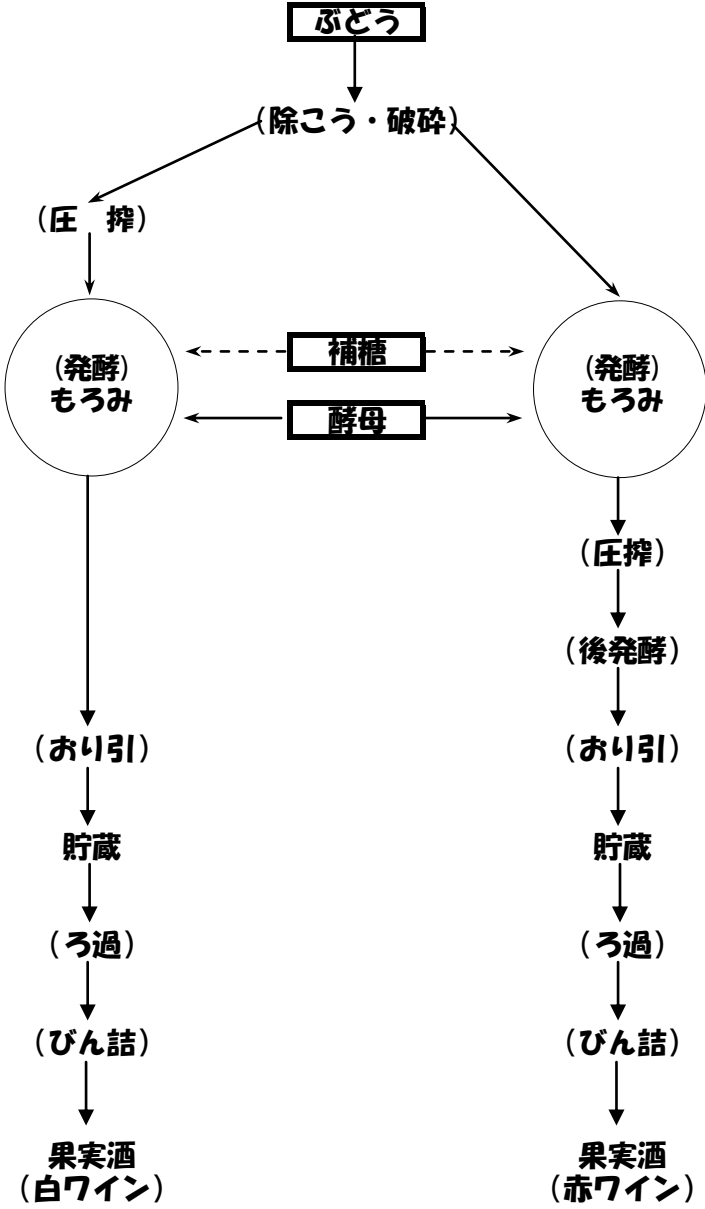 ぶどう
(除こう・破砕)
(圧　搾)
(発酵)
もろみ
補糖
酵母
(発酵)
もろみ
(圧搾)
(後発酵)
(おり引)
(おり引)
貯蔵
貯蔵
(ろ過)
(ろ過)
(びん詰)
(びん詰)
果実酒
(白ワイン)
果実酒
(赤ワイン)